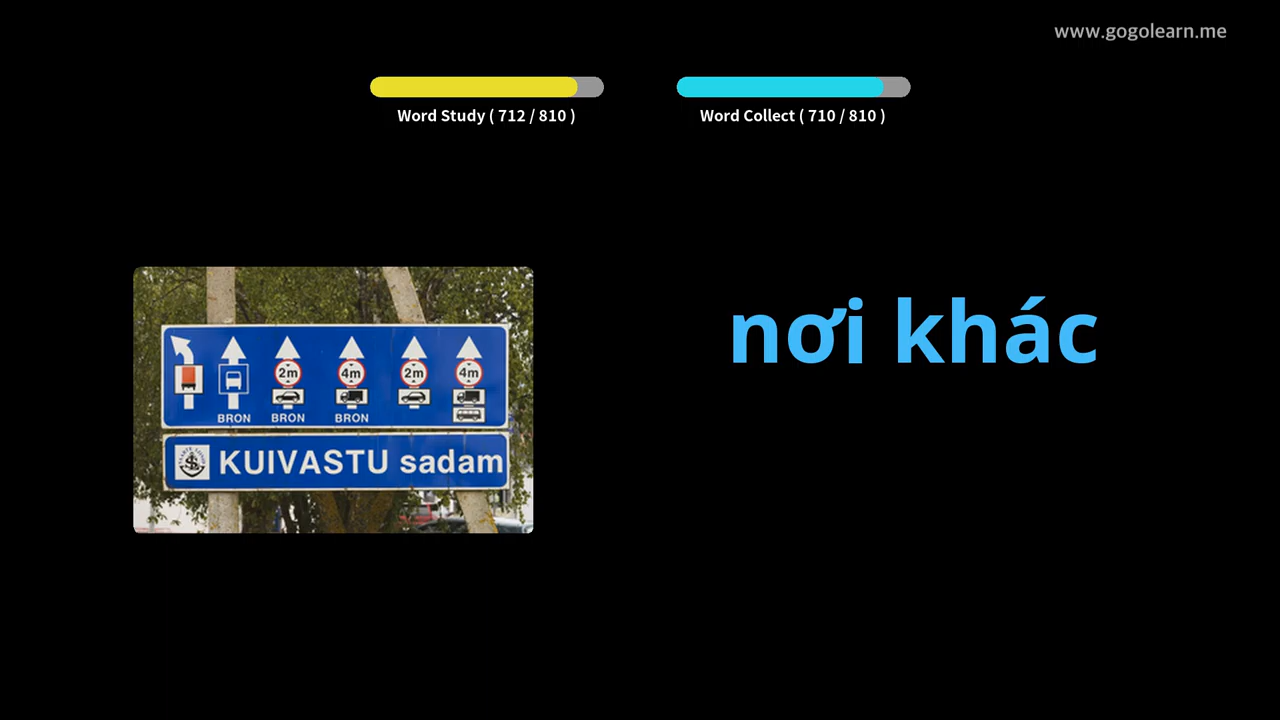 www.gogolearn.me
Word Study ( 712 / 810 )
Word Collect ( 710 / 810 )
nơi khác
2m
4m
2m
4m
BRON
BRON
BRON
KUIVASTU sadam